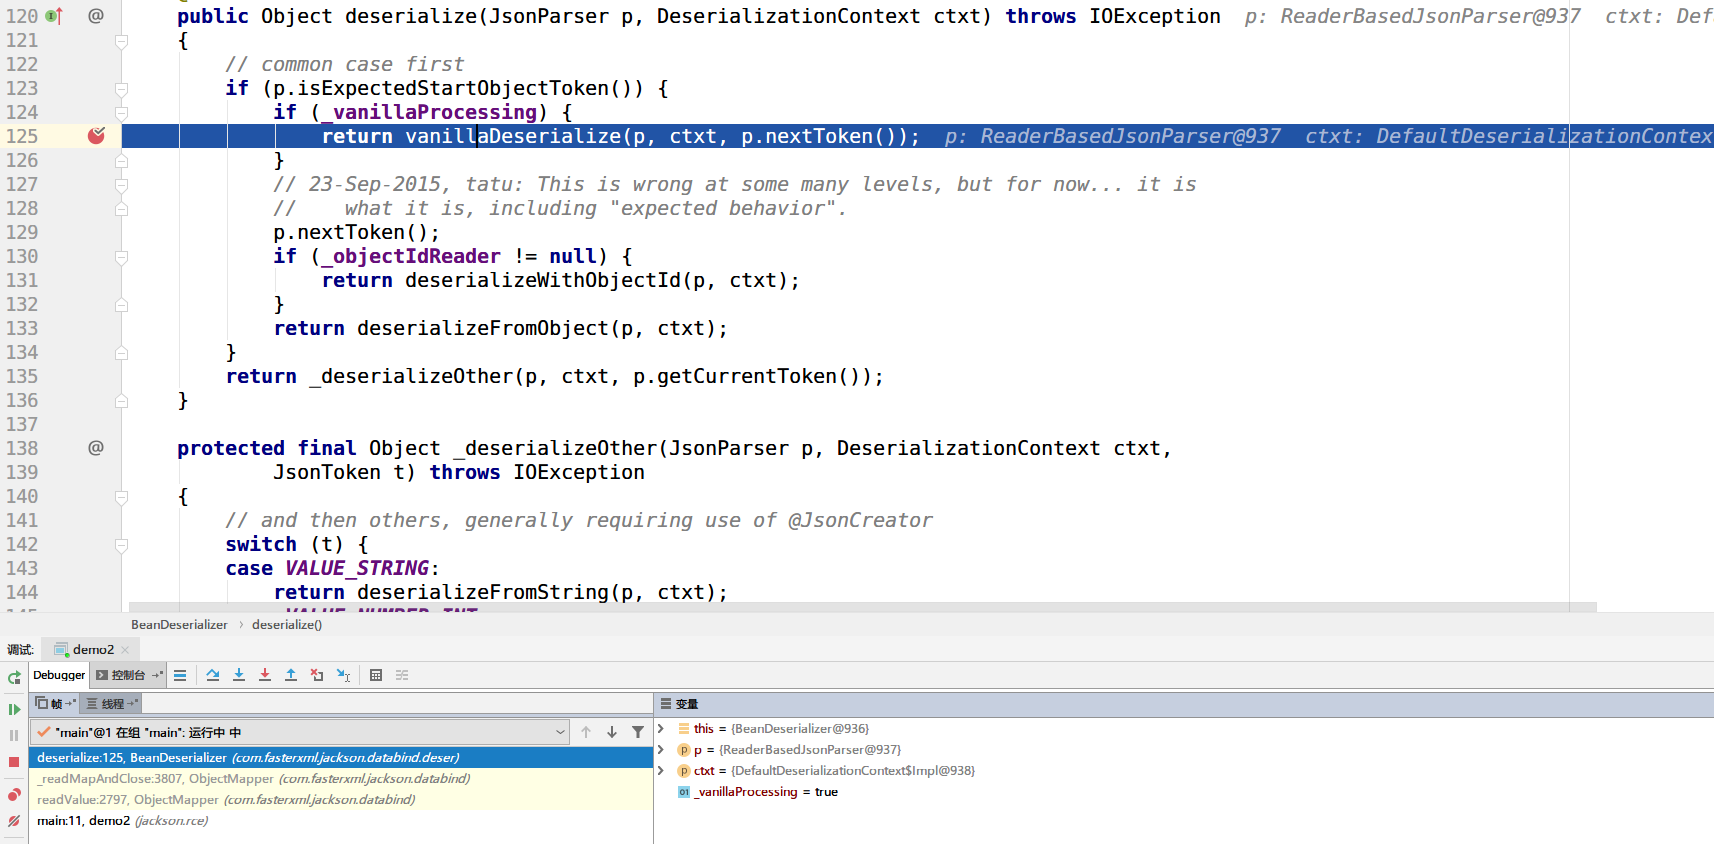 120 @ public Object deserialize(JsonParser p, DeserializationContext ctxt) throws IOException p: ReaderBasedJsonParser@937 ctxt: Def
121 {
122 // common case first
123 if (p.isExpectedStartObjectToken()) {
124 if (_vanillaProcessing) {
125 return vanillaDeserialize(p, ctxt, p.nextToken()); p: ReaderBasedJsonParser@937 ctxt: DefaultDeserializationContex
126 }
127 // 23-Sep-2015, tatu: This is wrong at some many levels, but for now... it is
128 // what it is, including "expected behavior".
129 p.nextToken();
130 if (_objectIdReader != null) {
131 return deserializeWithObjectId(p, ctxt);
132 }
133 return deserializeFromObject(p, ctxt);
134 }
135 return _deserializeOther(p, ctxt, p.getCurrentToken());
136 }
137
138 @ protected final Object _deserializeOther(JsonParser p, DeserializationContext ctxt,
139 JsonToken t) throws IOException
140 {
141 // and then others, generally requiring use of @JsonCreator
142 switch (t) {
143 case VALUE_STRING:
144 return deserializeFromString(p, ctxt);
BeanDeserializer › deserialize()
调试: demo2
Debugger 控制台
帧 线程 变量
"main"@1 在组 "main": 运行中 中
deserialize:125, BeanDeserializer (com.fasterxml.jackson.databind.deser)
_readMapAndClose:3807, ObjectMapper (com.fasterxml.jackson.databind)
readValue:2797, ObjectMapper (com.fasterxml.jackson.databind)
main:11, demo2 (jackson.rce)
this = {BeanDeserializer@936}
p = {ReaderBasedJsonParser@937}
ctxt = {DefaultDeserializationContext$Impl@938}
_vanillaProcessing = true